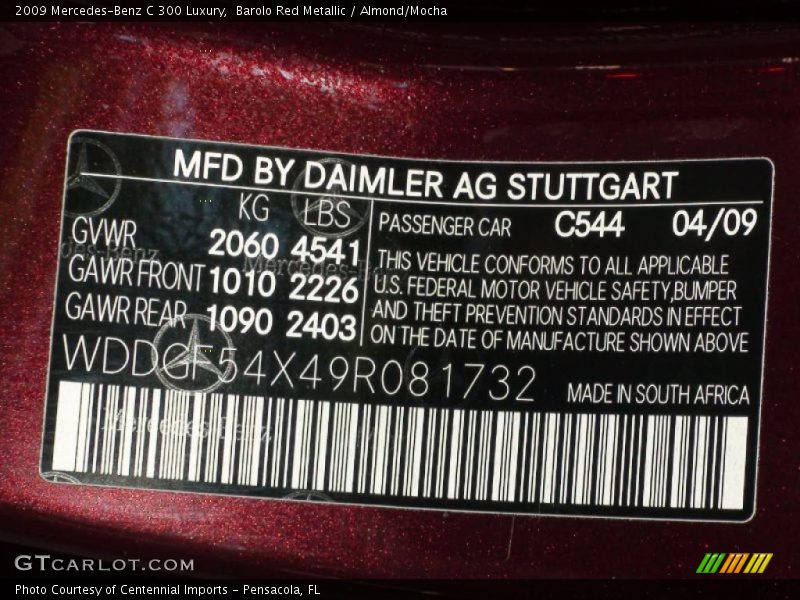 2009 Mercedes-Benz C 300 Luxury,  Barolo Red Metallic / Almond/Mocha
MFD BY DAIMLER AG STUTTGART
KG LBS
GVWR 2060 4541
GAWR FRONT 1010 2226
GAWR REAR 1090 2403
PASSENGER CAR C544 04/09
THIS VEHICLE CONFORMS TO ALL APPLICABLE
U.S. FEDERAL MOTOR VEHICLE SAFETY,BUMPER
AND THEFT PREVENTION STANDARDS IN EFFECT
ON THE DATE OF MANUFACTURE SHOWN ABOVE
WDDGF54X49R081732
MADE IN SOUTH AFRICA
Mercedes-Benz
GTCARLOT.COM
Photo Courtesy of Centennial Imports - Pensacola, FL